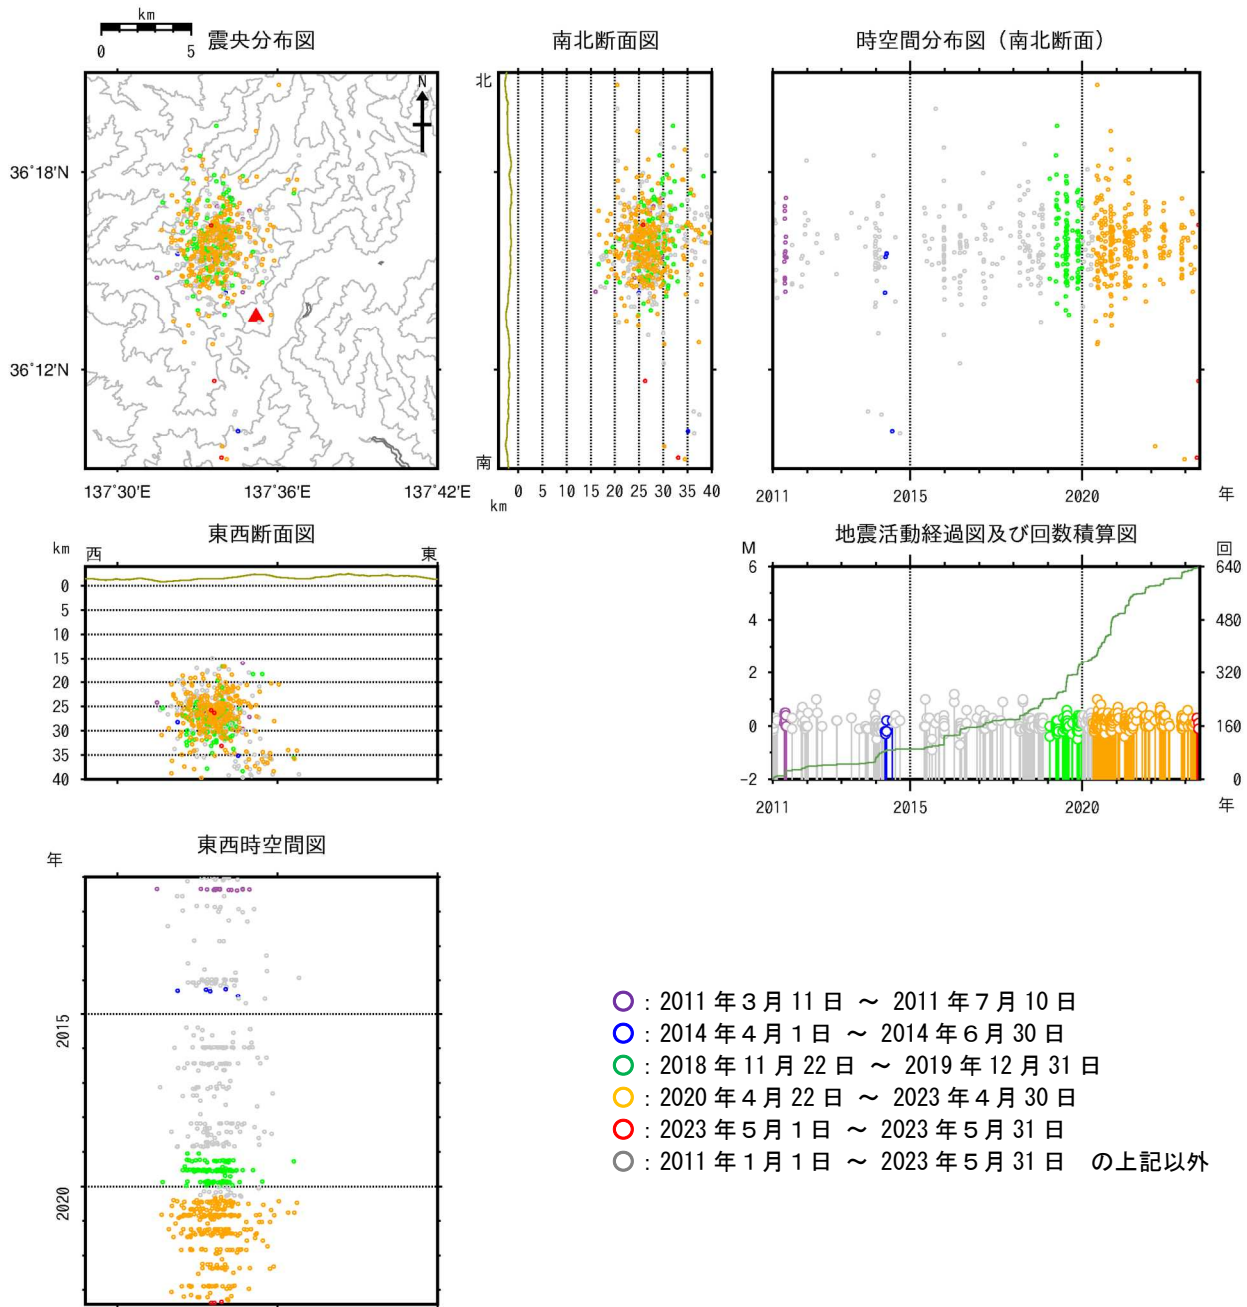 km
0 5
震央分布図
N
36°18'N
36°12'N
137°30'E 137°36'E 137°42'E
南北断面図
北
南
0 5 10 15 20 25 30 35 40
km
時空間分布図（南北断面）
2011 2015 2020 年
東西断面図
km 西 東
0
5
10
15
20
25
30
35
40
地震活動経過図及び回数積算図
M 回
6 640
4 480
2 320
0 160
-2 0
2011 2015 2020 年
東西時空間図
年
2015
2020
：2011 年３月 11 日 ～ 2011 年７月 10 日
：2014 年４月１日 ～ 2014 年６月 30 日
：2018 年 11 月 22 日 ～ 2019 年 12 月 31 日
：2020 年４月 22 日 ～ 2023 年４月 30 日
：2023 年５月１日 ～ 2023 年５月 31 日
：2011 年１月１日 ～ 2023 年５月 31 日 の上記以外